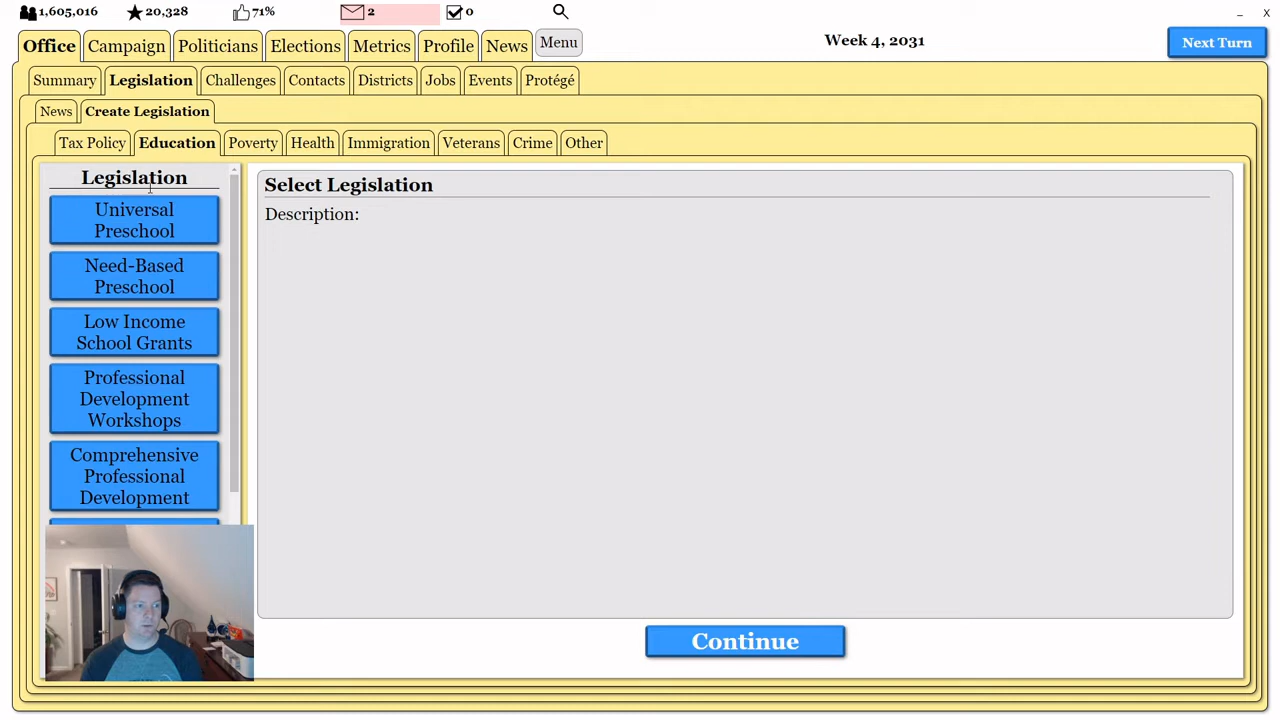 1,605,016 20,328 71% 2 0
_ x
Office Campaign Politicians Elections Metrics Profile News Menu
Week 4, 2031
Next Turn
Summary Legislation Challenges Contacts Districts Jobs Events Protégé
News Create Legislation
Tax Policy Education Poverty Health Immigration Veterans Crime Other
Legislation
Universal
Preschool
Need-Based
Preschool
Low Income
School Grants
Professional
Development
Workshops
Comprehensive
Professional
Development
Select Legislation
Description:
Continue